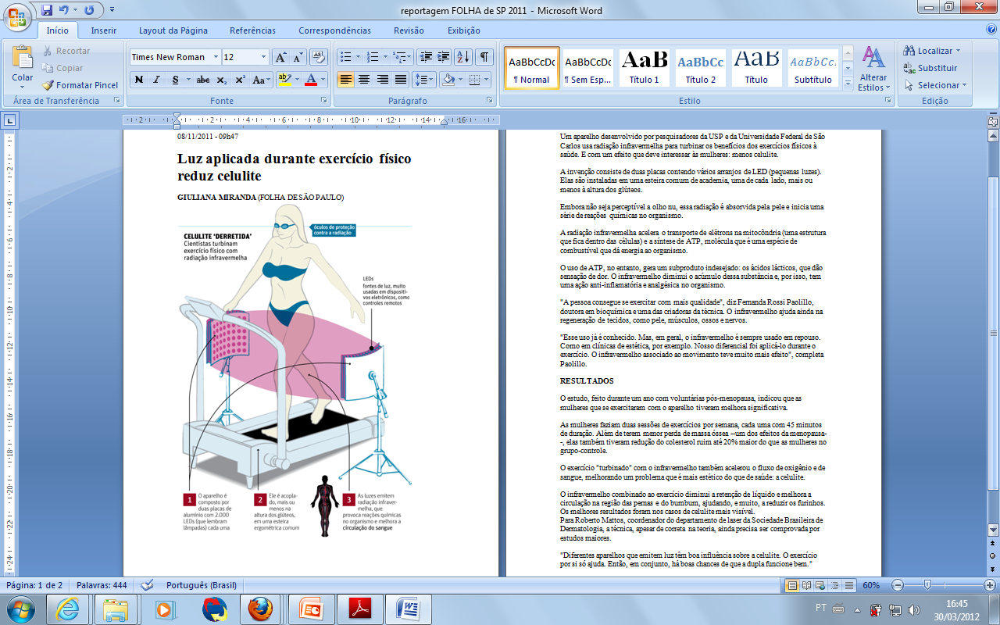 reportagem FOLHA de SP 2011 - Microsoft Word
Início Inserir Layout da Página Referências Correspondências Revisão Exibição
Colar
Recortar
Copiar
Formatar Pincel
Área de Transferência
Times New Roman 12
N I S abc x₂ x² Aa
Fonte
Parágrafo
AaBbCcDc AaBbCcDc AaB AaBbCc AaBb AaBbCc.
¶ Normal ¶ Sem Esp... Título 1 Título 2 Título Subtítulo
Alterar Estilos
Estilo
Localizar
Substituir
Selecionar
Edição
2 2 4 6 8 10 12 14 16
08/11/2011 - 09h47
Luz aplicada durante exercício físico
reduz celulite
GIULIANA MIRANDA (FOLHA DE SÃO PAULO)
óculos de proteção
contra a radiação
CELULITE 'DERRETIDA'
Cientistas turbinam
exercício físico com
radiação infravermelha
LEDs
fontes de luz, muito
usadas em dispositi-
vos eletrônicos, como
controles remotos
1 O aparelho é
composto por
duas placas de
alumínio com 2.000
LEDs (que lembram
lâmpadas) cada uma
2 Ele é acopla-
do, mais ou
menos na
altura dos glúteos,
em uma esteira
ergométrica comum
3 As luzes emitem
radiação infraver-
melha, que
provoca reações químicas
no organismo e melhora a
circulação do sangue
Um aparelho desenvolvido por pesquisadores da USP e da Universidade Federal de São
Carlos usa radiação infravermelha para turbinar os benefícios dos exercícios físicos à
saúde. E com um efeito que deve interessar às mulheres: menos celulite.
A invenção consiste de duas placas contendo vários arranjos de LED (pequenas luzes).
Elas são instaladas em uma esteira comum de academia, uma de cada lado, mais ou
menos à altura dos glúteos.
Embora não seja perceptível a olho nu, essa radiação é absorvida pela pele e inicia uma
série de reações químicas no organismo.
A radiação infravermelha acelera o transporte de elétrons na mitocôndria (uma estrutura
que fica dentro das células) e a síntese de ATP, molécula que é uma espécie de
combustível que dá energia ao organismo.
O uso de ATP, no entanto, gera um subproduto indesejado: os ácidos lácticos, que dão
sensação de dor. O infravermelho diminui o acúmulo dessa substância e, por isso, tem
uma ação anti-inflamatória e analgésica no organismo.
"A pessoa consegue se exercitar com mais qualidade", diz Fernanda Rossi Paolillo,
doutora em bioquímica e uma das criadoras da técnica. O infravermelho ajuda ainda na
regeneração de tecidos, como pele, músculos, ossos e nervos.
"Esse uso já é conhecido. Mas, em geral, o infravermelho é sempre usado em repouso.
Como em clínicas de estética, por exemplo. Nosso diferencial foi aplicá-lo durante o
exercício. O infravermelho associado ao movimento teve muito mais efeito", completa
Paolillo.
RESULTADOS
O estudo, feito durante um ano com voluntárias pós-menopausa, indicou que as
mulheres que se exercitaram com o aparelho tiveram melhora significativa.
As mulheres faziam duas sessões de exercícios por semana, cada uma com 45 minutos
de duração. Além de terem menor perda de massa óssea --um dos efeitos da menopausa-
-, elas também tiveram redução do colesterol ruim até 20% maior do que as mulheres no
grupo-controle.
O exercício "turbinado" com o infravermelho também acelerou o fluxo de oxigênio e de
sangue, melhorando um problema que é mais estético do que de saúde: a celulite.
O infravermelho combinado ao exercício diminui a retenção de líquido e melhora a
circulação na região das pernas e do bumbum, ajudando, e muito, a reduzir os furinhos.
Os melhores resultados foram nos casos de celulite mais visível.
Para Roberto Mattos, coordenador do departamento de laser da Sociedade Brasileira de
Dermatologia, a técnica, apesar de correta na teoria, ainda precisa ser comprovada por
estudos maiores.
"Diferentes aparelhos que emitem luz têm boa influência sobre a celulite. O exercício
por si só ajuda. Então, em conjunto, há boas chances de que a dupla funcione bem."
Página: 1 de 2 Palavras: 444 Português (Brasil) 60%
PT 16:45
30/03/2012